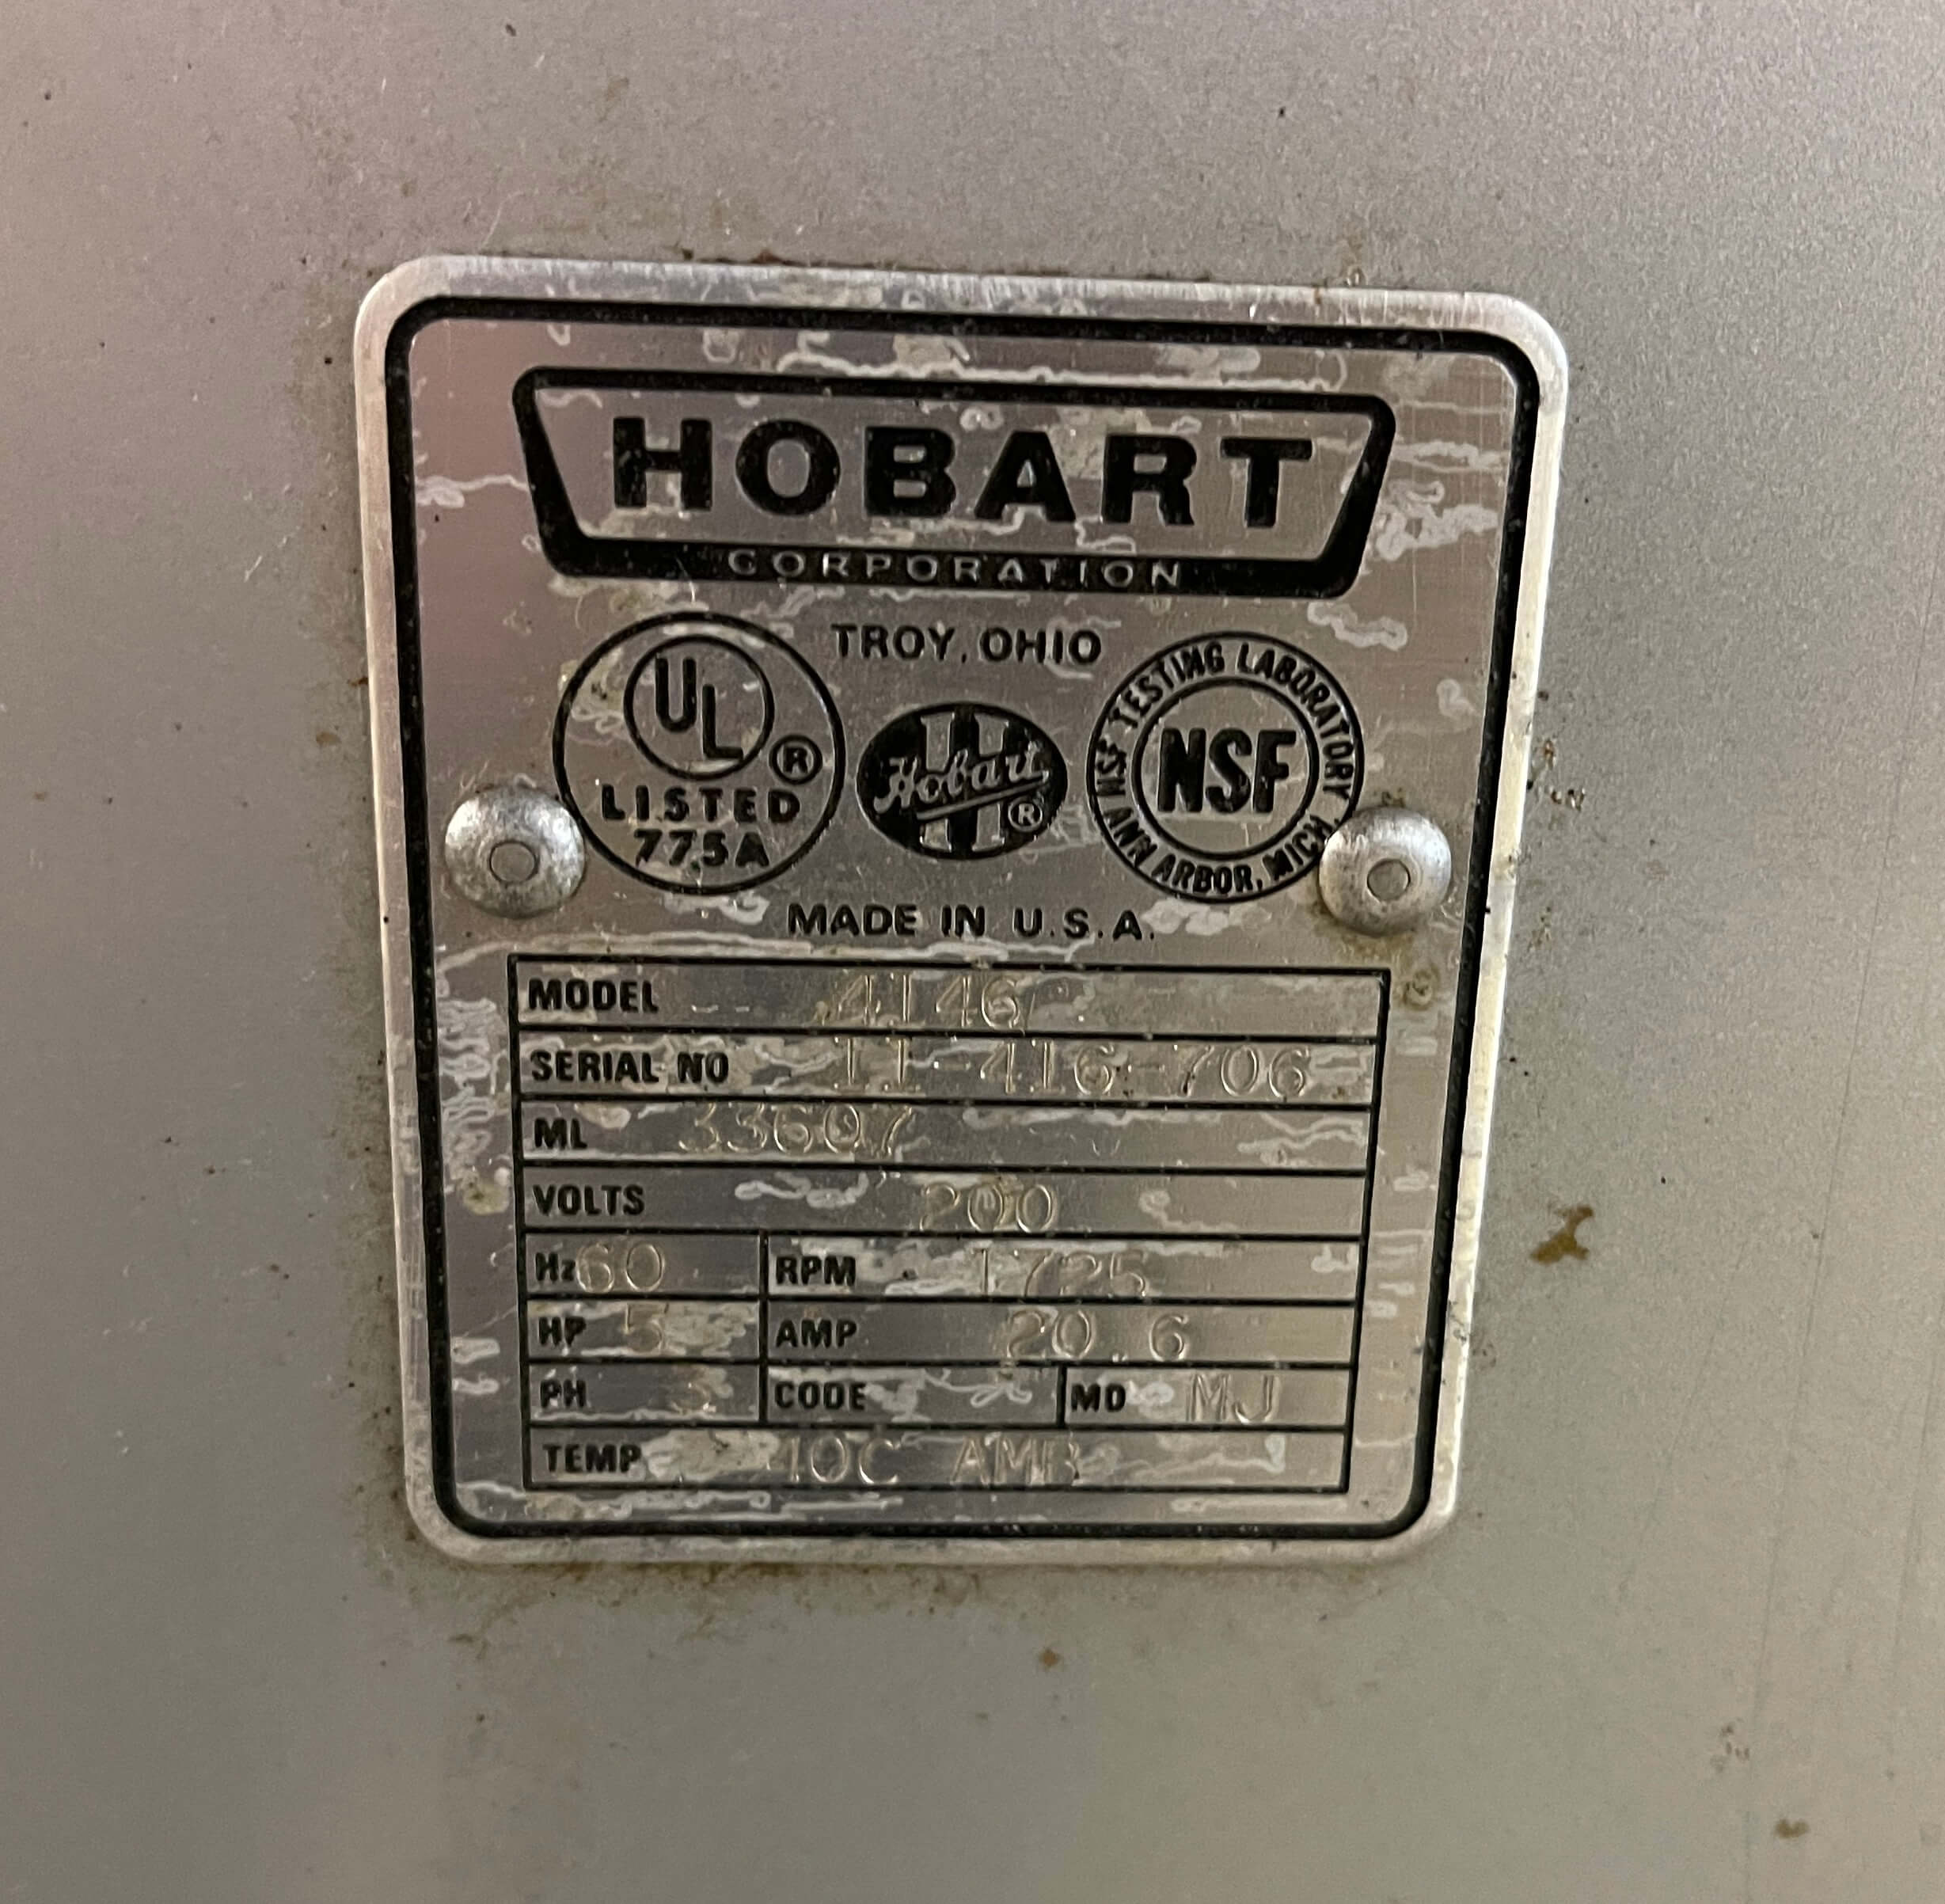 HOBART
CORPORATION
TROY, OHIO
UL ®
LISTED
775A
Hobart ®
NSF TESTING LABORATORY
NSF
ANN ARBOR, MICH
MADE IN U.S.A.
MODEL 4146
SERIAL NO 11-416-706
ML 33607
VOLTS 200
Hz 60 RPM 1725
HP 5 AMP 20.6
PH 3 CODE MD MJ
TEMP 40C AMB